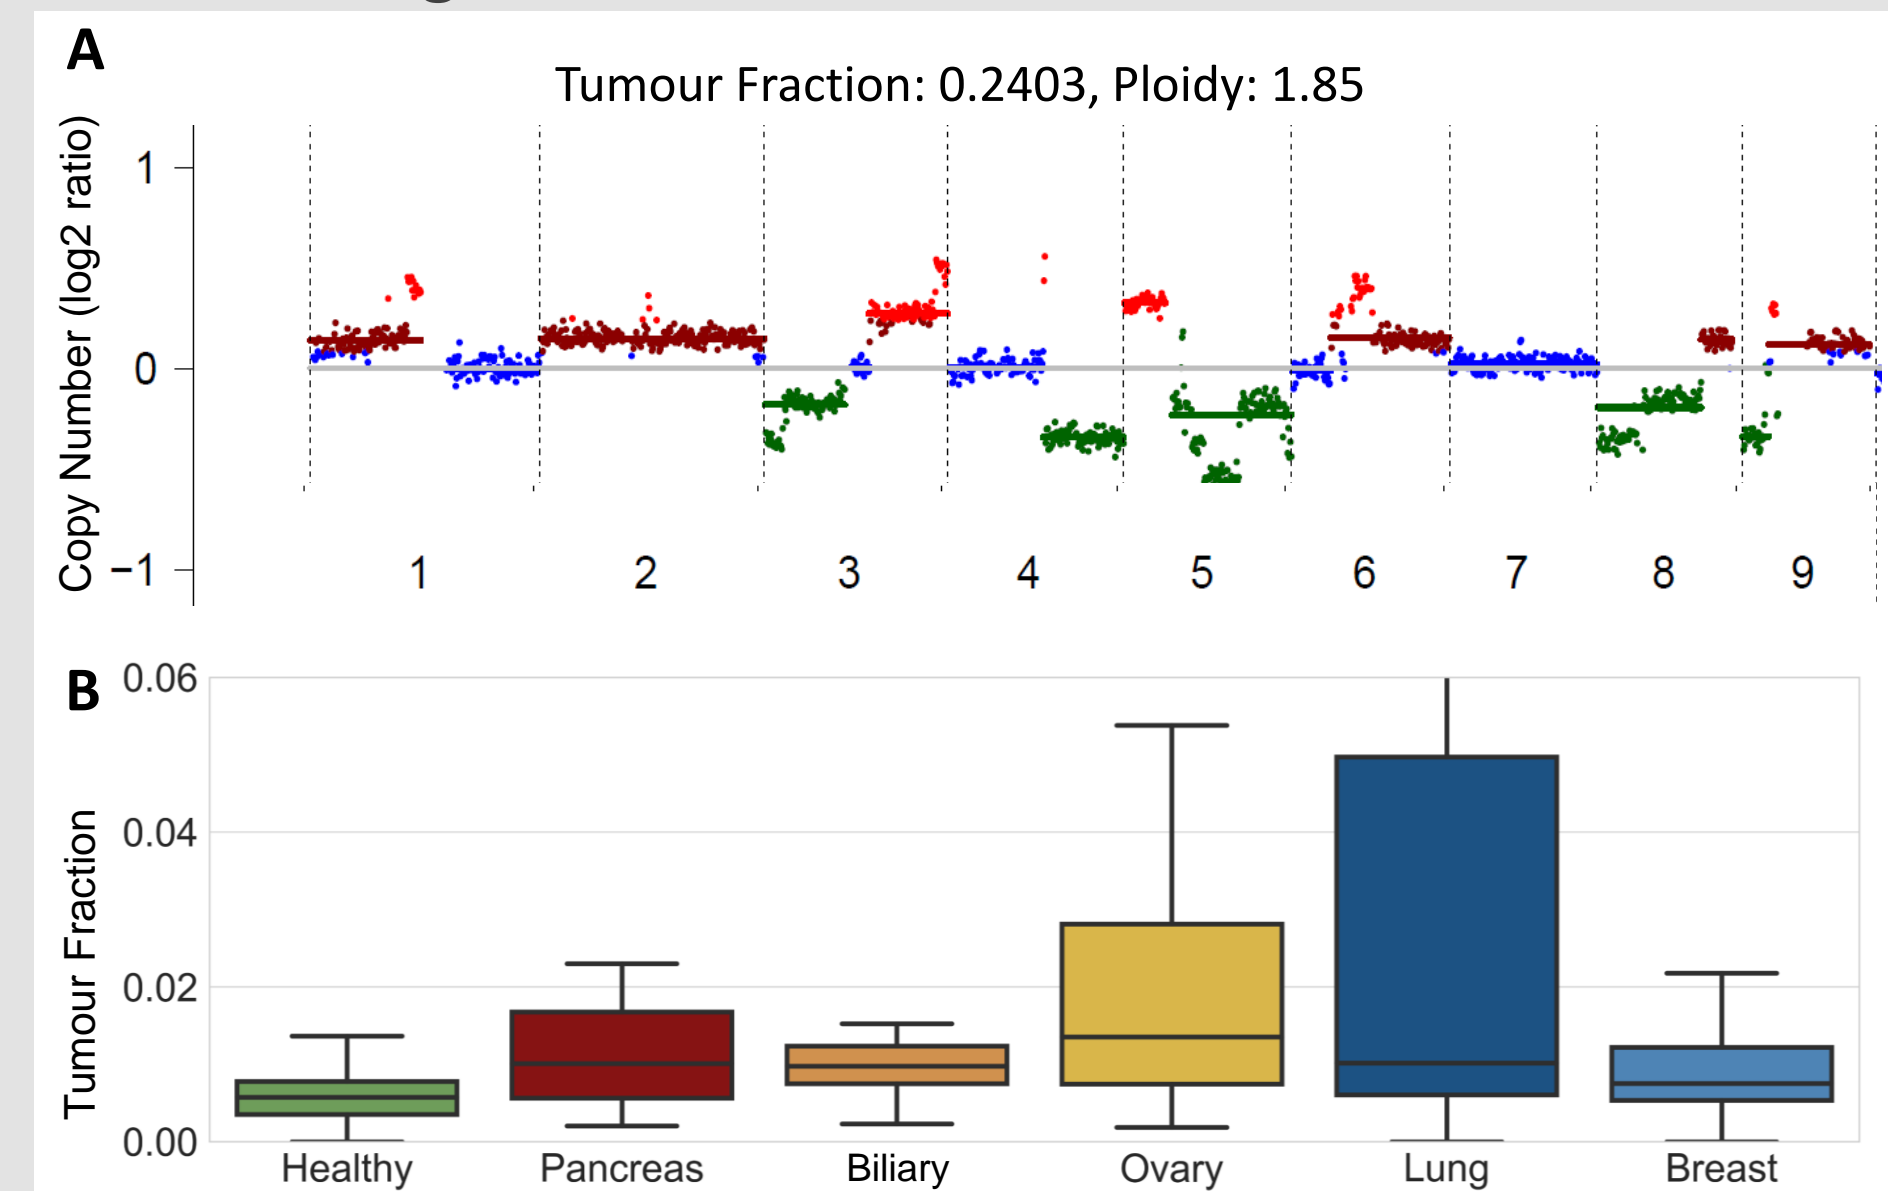 A
Tumour Fraction: 0.2403, Ploidy: 1.85
Copy Number (log2 ratio)
1
0
−1
1 2 3 4 5 6 7 8 9
B
Tumour Fraction
0.06
0.04
0.02
0.00
Healthy Pancreas Biliary Ovary Lung Breast